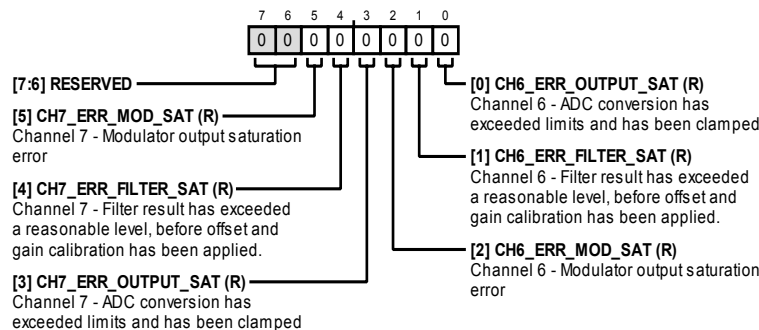 7 6 5 4 3 2 1 0
0 0 0 0 0 0 0 0
[7:6] RESERVED
[5] CH7_ERR_MOD_SAT (R)
Channel 7 - Modulator output saturation
error
[4] CH7_ERR_FILTER_SAT (R)
Channel 7 - Filter result has exceeded
a reasonable level, before offset and
gain calibration has been applied.
[3] CH7_ERR_OUTPUT_SAT (R)
Channel 7 - ADC conversion has
exceeded limits and has been clamped
[0] CH6_ERR_OUTPUT_SAT (R)
Channel 6 - ADC conversion has
exceeded limits and has been clamped
[1] CH6_ERR_FILTER_SAT (R)
Channel 6 - Filter result has exceeded
a reasonable level, before offset and
gain calibration has been applied.
[2] CH6_ERR_MOD_SAT (R)
Channel 6 - Modulator output saturation
error